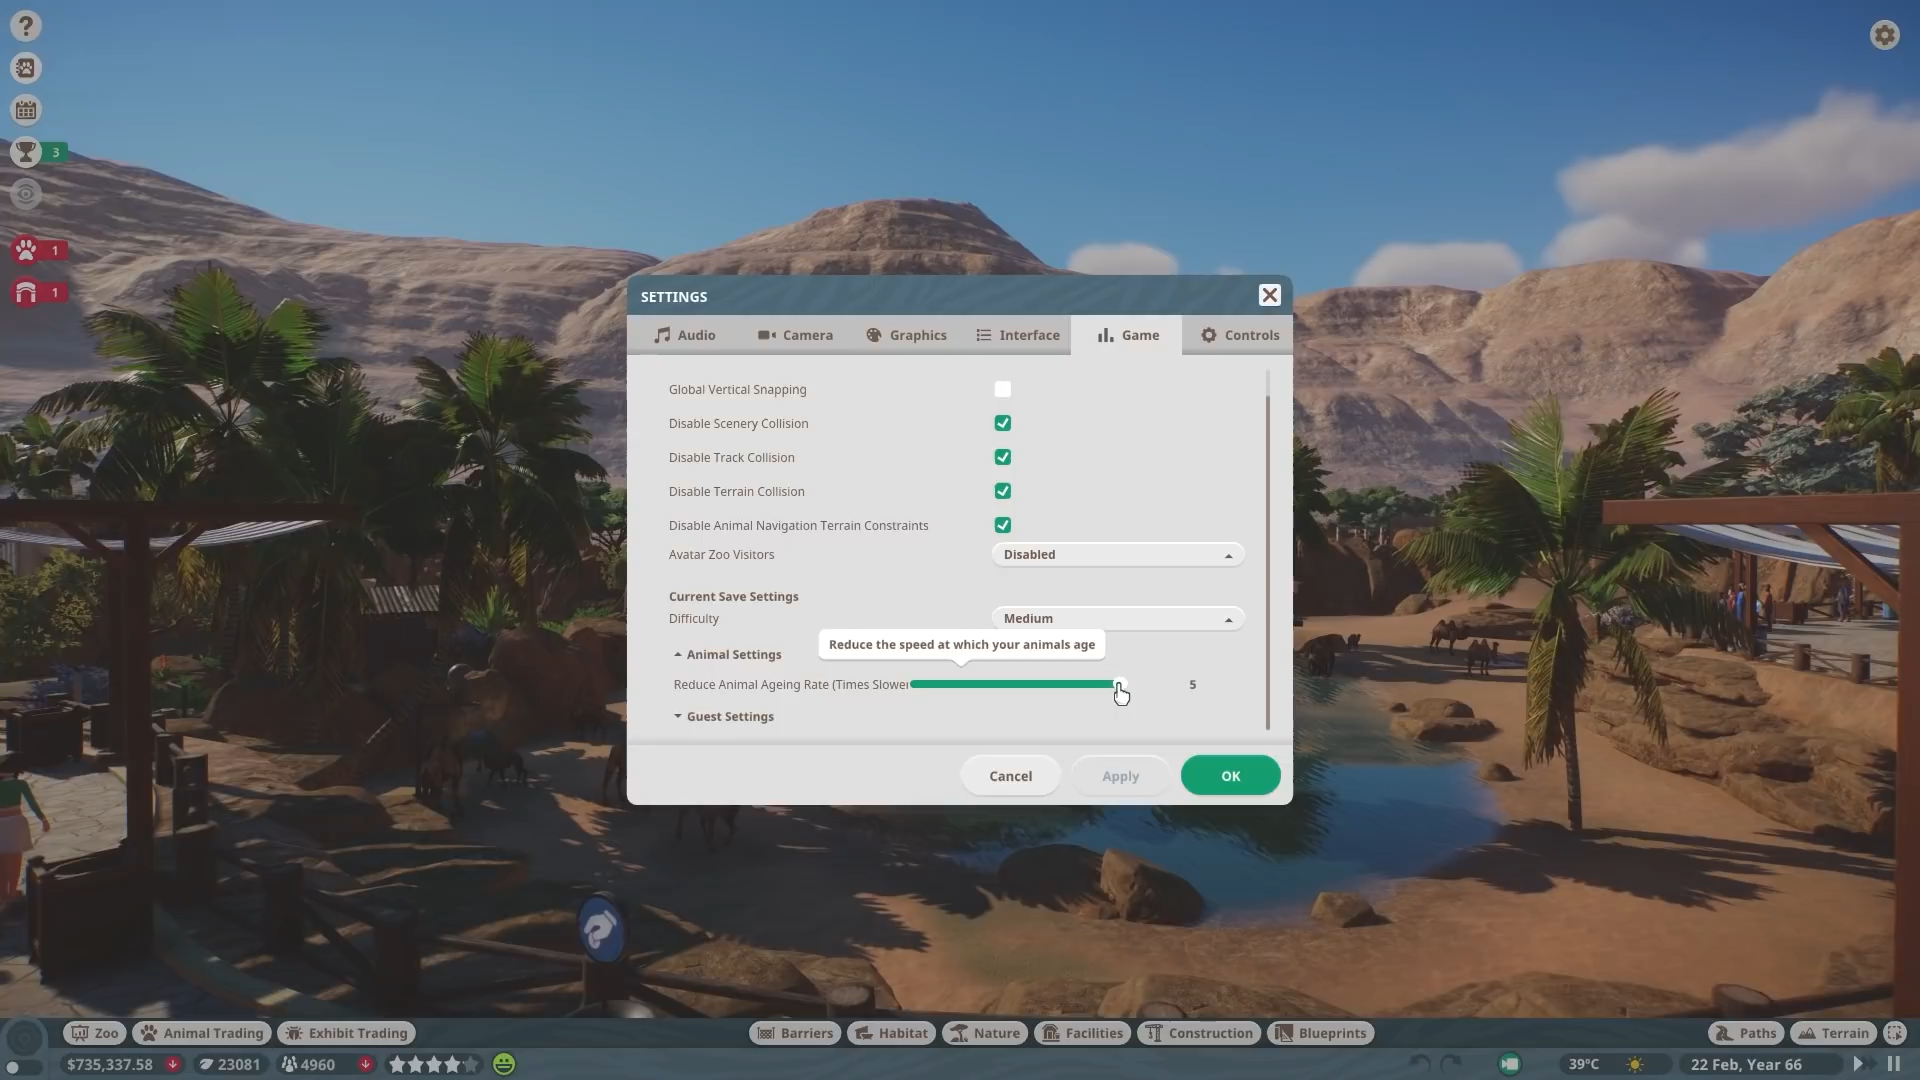 ?
3
1
1
SETTINGS
Audio
Camera
Graphics
Interface
Game
Controls
Global Vertical Snapping
Disable Scenery Collision
Disable Track Collision
Disable Terrain Collision
Disable Animal Navigation Terrain Constraints
Avatar Zoo Visitors
Disabled
Current Save Settings
Difficulty
Medium
Reduce the speed at which your animals age
Animal Settings
Reduce Animal Ageing Rate (Times Slower
5
Guest Settings
Cancel
Apply
OK
Zoo
Animal Trading
Exhibit Trading
Barriers
Habitat
Nature
Facilities
Construction
Blueprints
Paths
Terrain
$735,337.58
23081
4960
39°C
22 Feb, Year 66